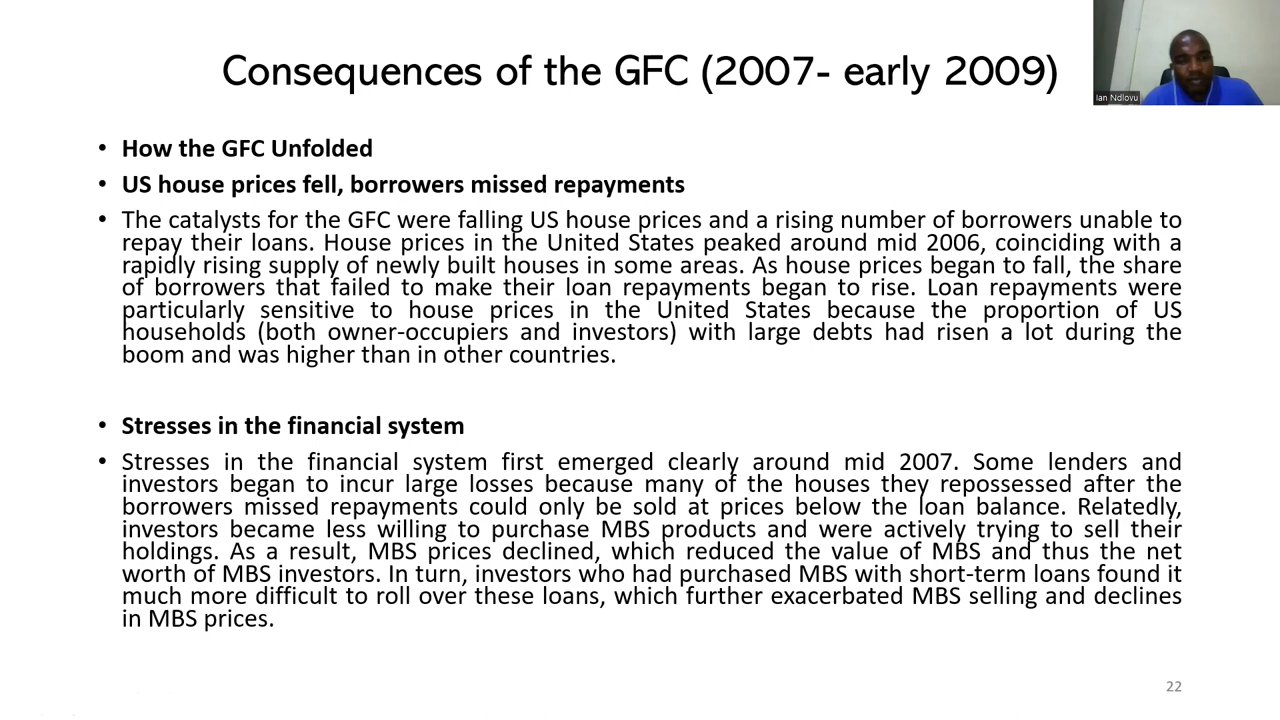 Consequences of the GFC (2007- early 2009)
Ian Ndlovu
• How the GFC Unfolded
• US house prices fell, borrowers missed repayments
• The catalysts for the GFC were falling US house prices and a rising number of borrowers unable to
repay their loans. House prices in the United States peaked around mid 2006, coinciding with a
rapidly rising supply of newly built houses in some areas. As house prices began to fall, the share
of borrowers that failed to make their loan repayments began to rise. Loan repayments were
particularly sensitive to house prices in the United States because the proportion of US
households (both owner-occupiers and investors) with large debts had risen a lot during the
boom and was higher than in other countries.
• Stresses in the financial system
• Stresses in the financial system first emerged clearly around mid 2007. Some lenders and
investors began to incur large losses because many of the houses they repossessed after the
borrowers missed repayments could only be sold at prices below the loan balance. Relatedly,
investors became less willing to purchase MBS products and were actively trying to sell their
holdings. As a result, MBS prices declined, which reduced the value of MBS and thus the net
worth of MBS investors. In turn, investors who had purchased MBS with short-term loans found it
much more difficult to roll over these loans, which further exacerbated MBS selling and declines
in MBS prices.
22